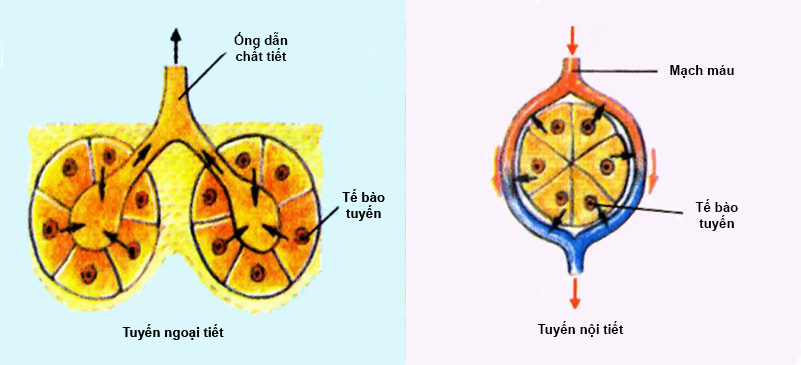 Ống dẫn
chất tiết
Tế bào
tuyến
Tuyến ngoại tiết
Mạch máu
Tế bào
tuyến
Tuyến nội tiết